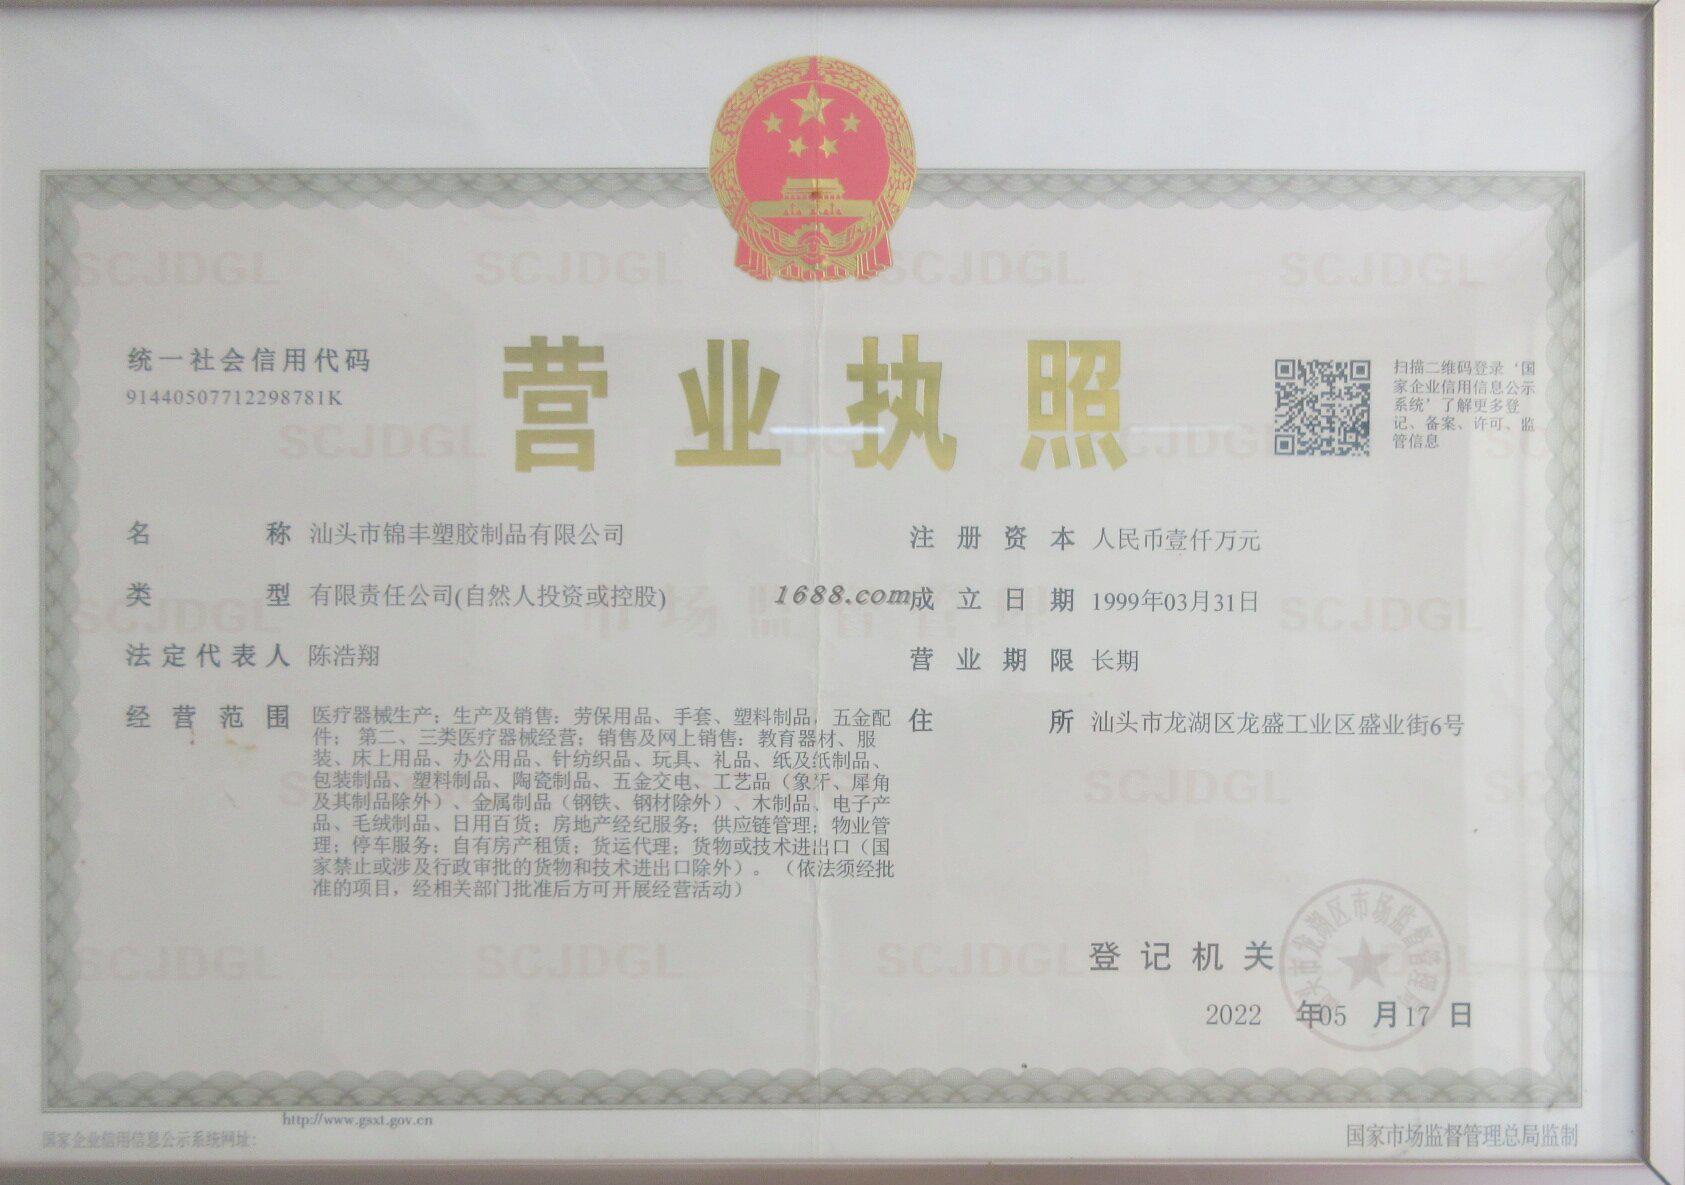 统一社会信用代码
91440507712298781K
营业执照
扫描二维码登录‘国
家企业信用信息公示
系统’了解更多登
记、备案、许可、监
管信息
名称 汕头市锦丰塑胶制品有限公司
类型 有限责任公司(自然人投资或控股)
法定代表人 陈浩翔
经营范围 医疗器械生产；生产及销售：劳保用品、手套、塑料制品，五金配
件； 第二、三类医疗器械经营；销售及网上销售：教育器材、服
装、床上用品、办公用品、针纺织品、玩具、礼品、纸及纸制品、
包装制品、塑料制品、陶瓷制品、五金交电、工艺品（象牙、犀角
及其制品除外）、金属制品（钢铁、钢材除外）、木制品、电子产
品、毛绒制品、日用百货；房地产经纪服务；供应链管理；物业管
理；停车服务；自有房产租赁；货运代理；货物或技术进出口（国
家禁止或涉及行政审批的货物和技术进出口除外）。（依法须经批
准的项目，经相关部门批准后方可开展经营活动）
1688.com
注册资本 人民币壹仟万元
成立日期 1999年03月31日
营业期限 长期
住所 汕头市龙湖区龙盛工业区盛业街6号
登记机关
汕头市龙湖区市场监督管理局
2022 年05 月17 日
http://www.gsxt.gov.cn
国家企业信用信息公示系统网址：
国家市场监督管理总局监制
SCJDGL
市场监督管理